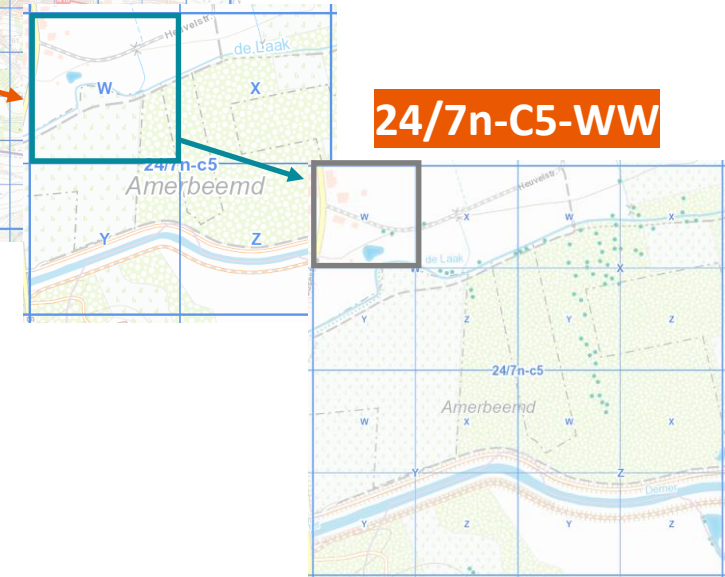 Heuvelstr.
de Laak
W
X
24/7n-c5
Amerbeemd
Y
Z
24/7n-C5-WW
Heuvelstr.
W
X
W
X
de Laak
W
X
Y
Z
Y
Z
24/7n-c5
Amerbeemd
W
X
W
X
Y
Z
Demer
Y
Z
Y
Z